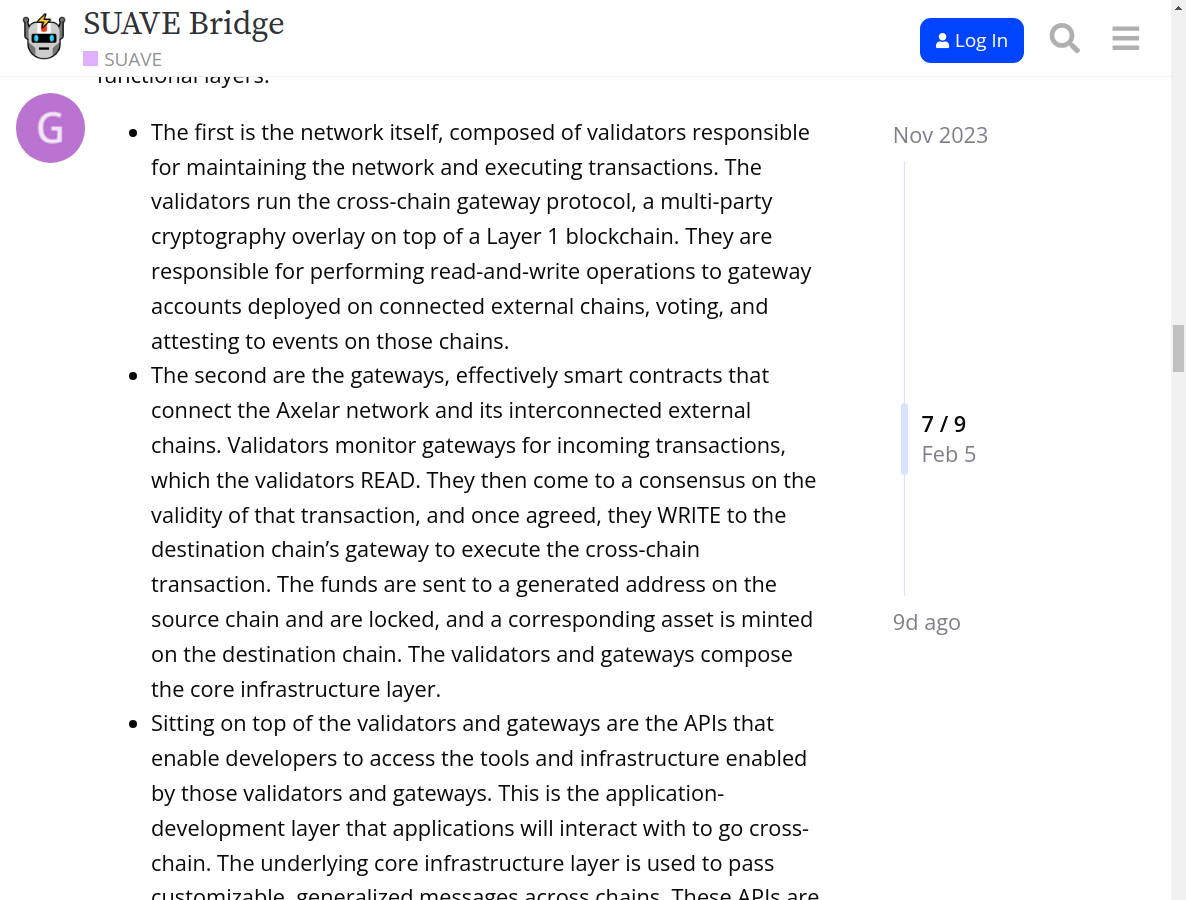 SUAVE Bridge
SUAVE
Log In
functional layers:
G
The first is the network itself, composed of validators responsible
for maintaining the network and executing transactions. The
validators run the cross-chain gateway protocol, a multi-party
cryptography overlay on top of a Layer 1 blockchain. They are
responsible for performing read-and-write operations to gateway
accounts deployed on connected external chains, voting, and
attesting to events on those chains.
The second are the gateways, effectively smart contracts that
connect the Axelar network and its interconnected external
chains. Validators monitor gateways for incoming transactions,
which the validators READ. They then come to a consensus on the
validity of that transaction, and once agreed, they WRITE to the
destination chain’s gateway to execute the cross-chain
transaction. The funds are sent to a generated address on the
source chain and are locked, and a corresponding asset is minted
on the destination chain. The validators and gateways compose
the core infrastructure layer.
Sitting on top of the validators and gateways are the APIs that
enable developers to access the tools and infrastructure enabled
by those validators and gateways. This is the application-
development layer that applications will interact with to go cross-
chain. The underlying core infrastructure layer is used to pass
customizable, generalized messages across chains. These APIs are
Nov 2023
7 / 9
Feb 5
9d ago